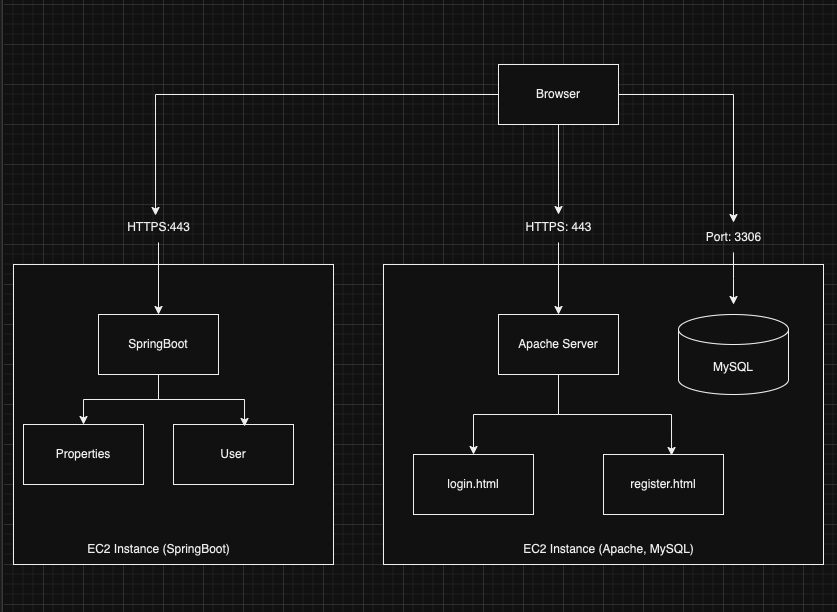 Browser
HTTPS:443
HTTPS: 443
Port: 3306
SpringBoot
Apache Server
MySQL
Properties
User
login.html
register.html
EC2 Instance (SpringBoot)
EC2 Instance (Apache, MySQL)